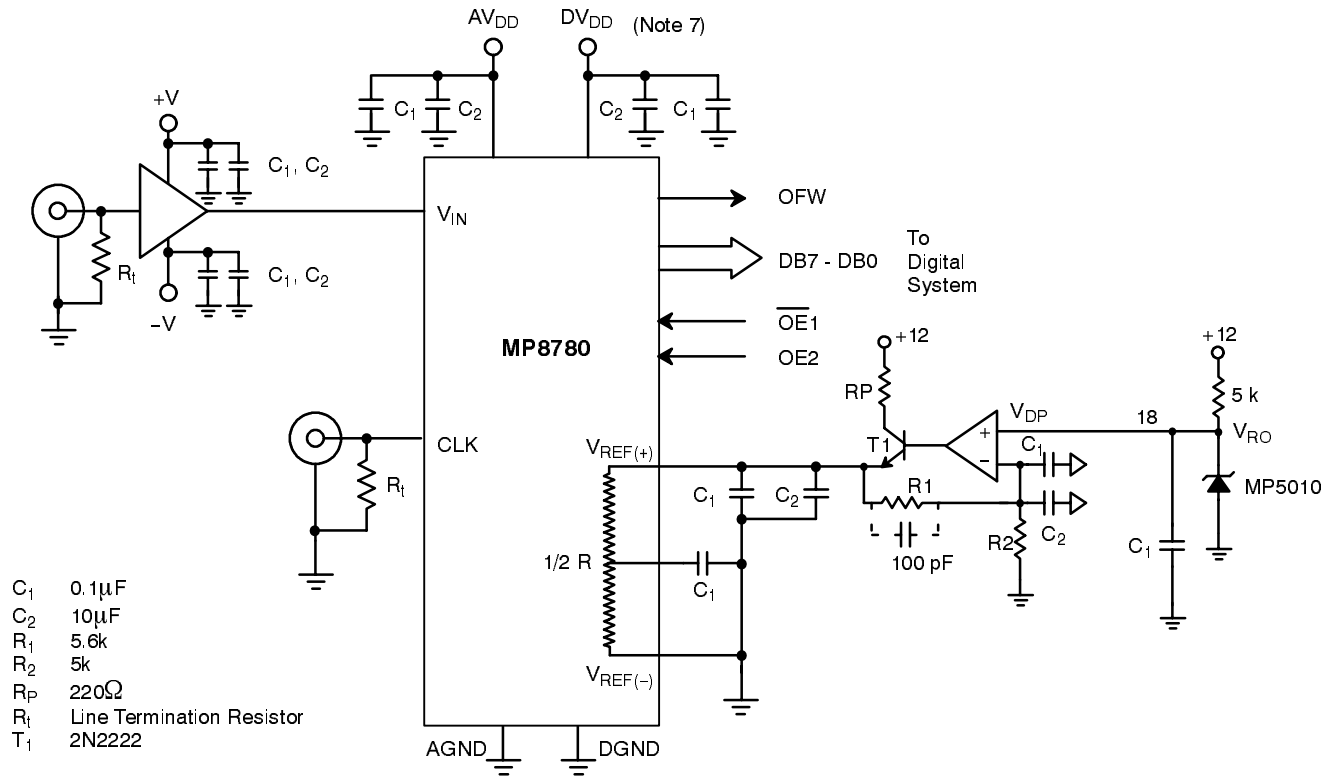 AVDD
DVDD
(Note 7)
C1
C2
C2
C1
+V
C1, C2
Rt
C1, C2
–V
VIN
OFW
DB7 - DB0
To
Digital
System
OE1
OE2
MP8780
+12
RP
T1
VDP
18
+12
5 k
VRO
MP5010
+
–
C1
C2
R1
R2
100 pF
C1
CLK
Rt
VREF(+)
C1
C2
1/2 R
C1
VREF(–)
AGND
DGND
C1 0.1μF
C2 10μF
R1 5.6k
R2 5k
RP 220Ω
Rt Line Termination Resistor
T1 2N2222